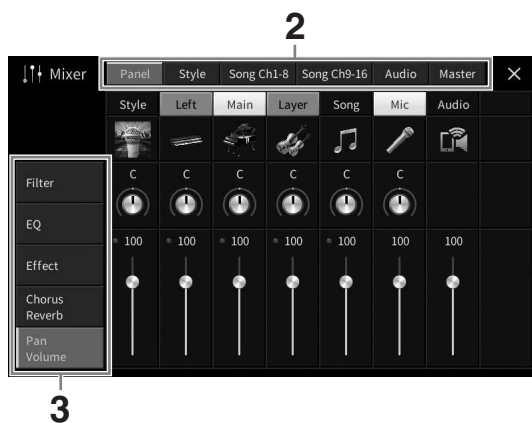 2
Mixer Panel Style Song Ch1-8 Song Ch9-16 Audio Master ×
Style Left Main Layer Song Mic Audio
Filter
EQ
Effect
Chorus
Reverb
Pan
Volume
C C C C C C
100 100 100 100 100 100 100
3